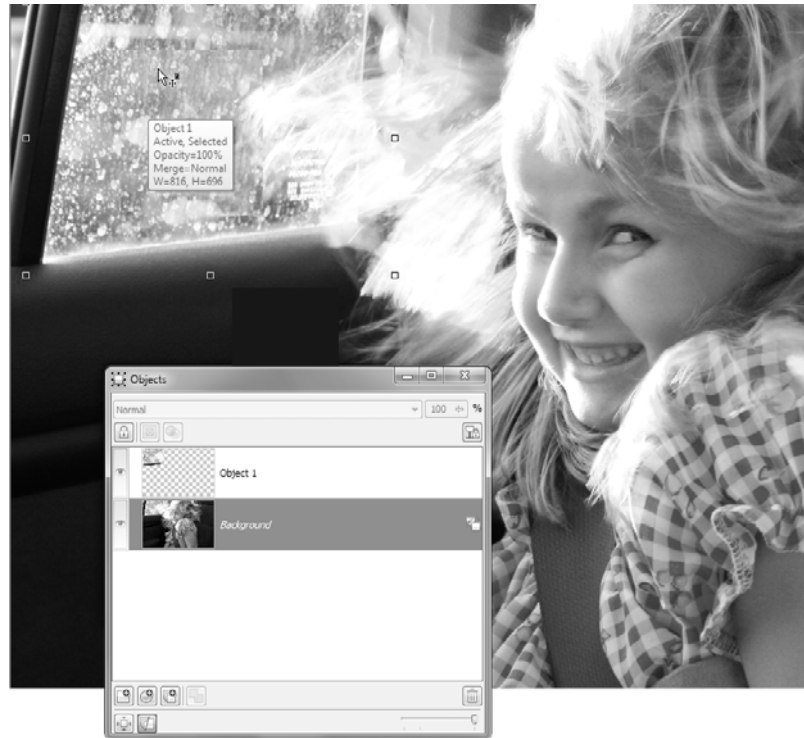 Object 1
Active, Selected
Opacity=100%
Merge=Normal
W=816, H=696
Objects
Normal
100
%
Object 1
Background